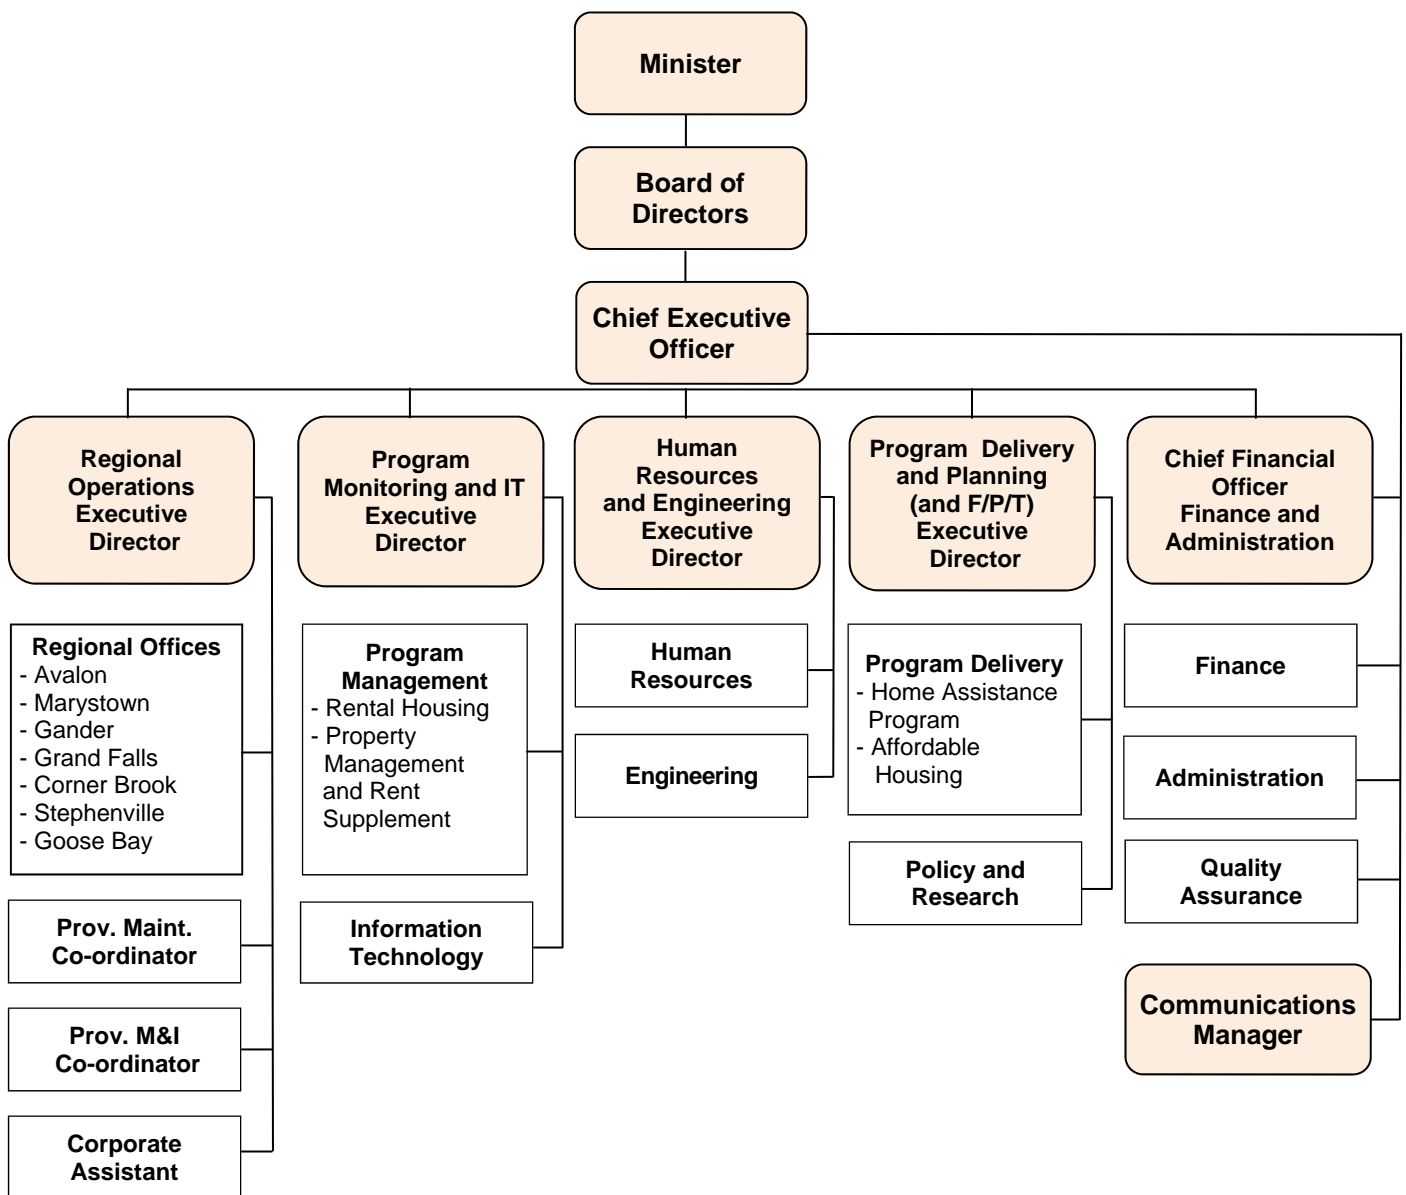 Minister
Board of
Directors
Chief Executive
Officer
Regional
Operations
Executive
Director
Program
Monitoring and IT
Executive
Director
Human
Resources
and Engineering
Executive
Director
Program Delivery
and Planning
(and F/P/T)
Executive
Director
Chief Financial
Officer
Finance and
Administration
Regional Offices
- Avalon
- Marystown
- Gander
- Grand Falls
- Corner Brook
- Stephenville
- Goose Bay
Prov. Maint.
Co-ordinator
Prov. M&I
Co-ordinator
Corporate
Assistant
Program
Management
- Rental Housing
- Property
Management
and Rent
Supplement
Information
Technology
Human
Resources
Engineering
Program Delivery
- Home Assistance
Program
- Affordable
Housing
Policy and
Research
Finance
Administration
Quality
Assurance
Communications
Manager